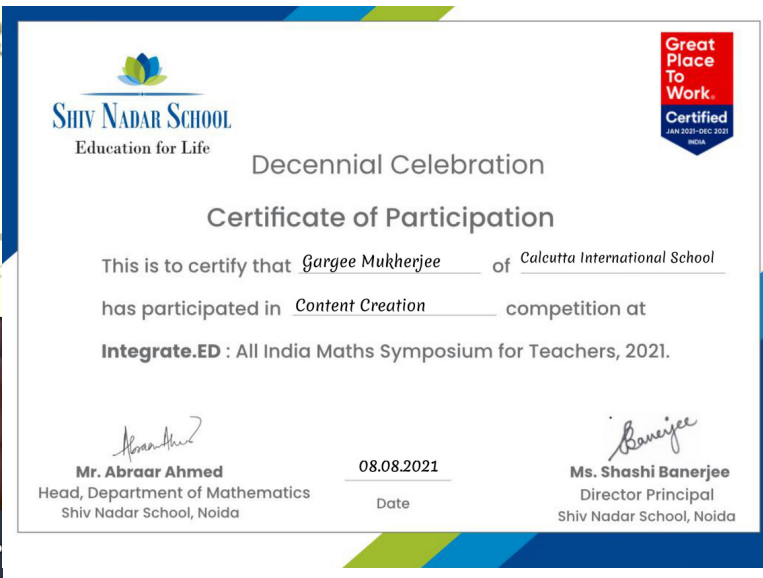 Great
Place
To
Work.
Certified
JAN 2021-DEC 2021
INDIA
SHIV NADAR SCHOOL
Education for Life
Decennial Celebration
Certificate of Participation
This is to certify that Gargee Mukherjee of Calcutta International School
has participated in Content Creation competition at
Integrate.ED : All India Maths Symposium for Teachers, 2021.
Banerjee
08.08.2021
Mr. Abraar Ahmed
Head, Department of Mathematics
Shiv Nadar School, Noida
Date
Ms. Shashi Banerjee
Director Principal
Shiv Nadar School, Noida